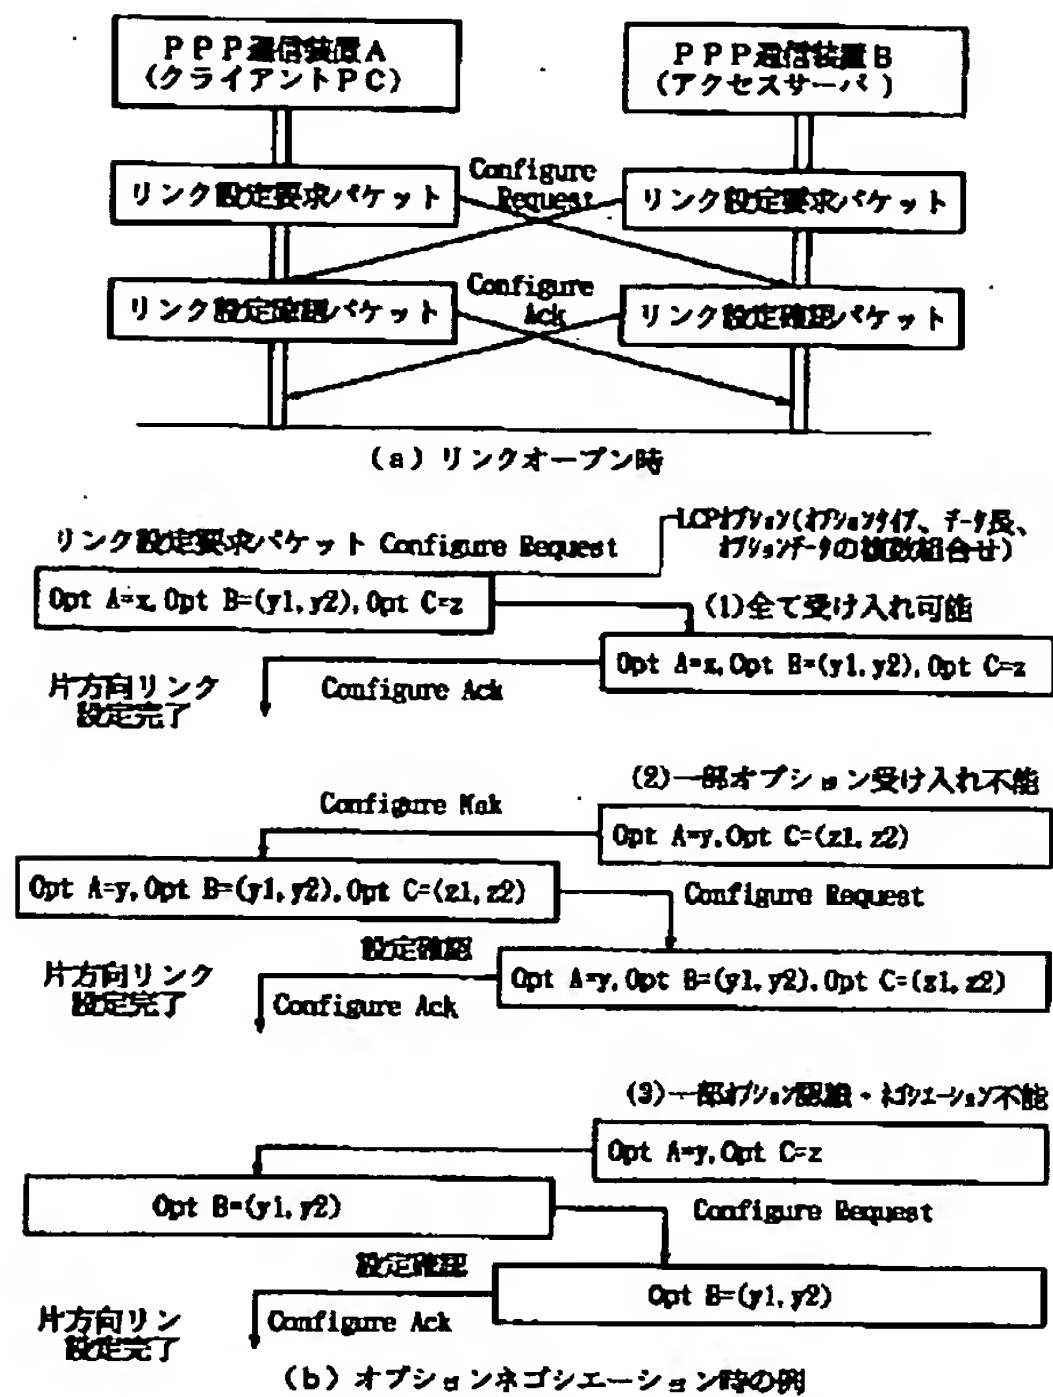 PPP通信装置A
(クライアントPC)
PPP通信装置B
(アクセスサーバ)
リンク設定要求パケット
Configure
Request
リンク設定要求パケット
リンク設定確認パケット
Configure
Ack
リンク設定確認パケット
(a)リンクオープン時
リンク設定要求パケット Configure Request
LCPオプション(オプションタイプ、データ長、
オプションデータの複数組合せ)
Opt A=x,Opt B=(y1,y2),Opt C=z
(1)全て受け入れ可能
Opt A=x,Opt B=(y1,y2),Opt C=z
片方向リンク
設定完了
Configure Ack
(2)一部オプション受け入れ不能
Configure Nak
Opt A=y,Opt C=(z1,z2)
Opt A=y,Opt B=(y1,y2),Opt C=(z1,z2)
Configure Request
設定確認
Opt A=y,Opt B=(y1,y2),Opt C=(z1,z2)
片方向リンク
設定完了
Configure Ack
(3)一部オプション認識・ネゴシエーション不能
Opt A=y,Opt C=z
Opt B=(y1,y2)
Configure Request
設定確認
Opt B=(y1,y2)
片方向リン
設定完了
Configure Ack
(b)オプションネゴシエーション時の例